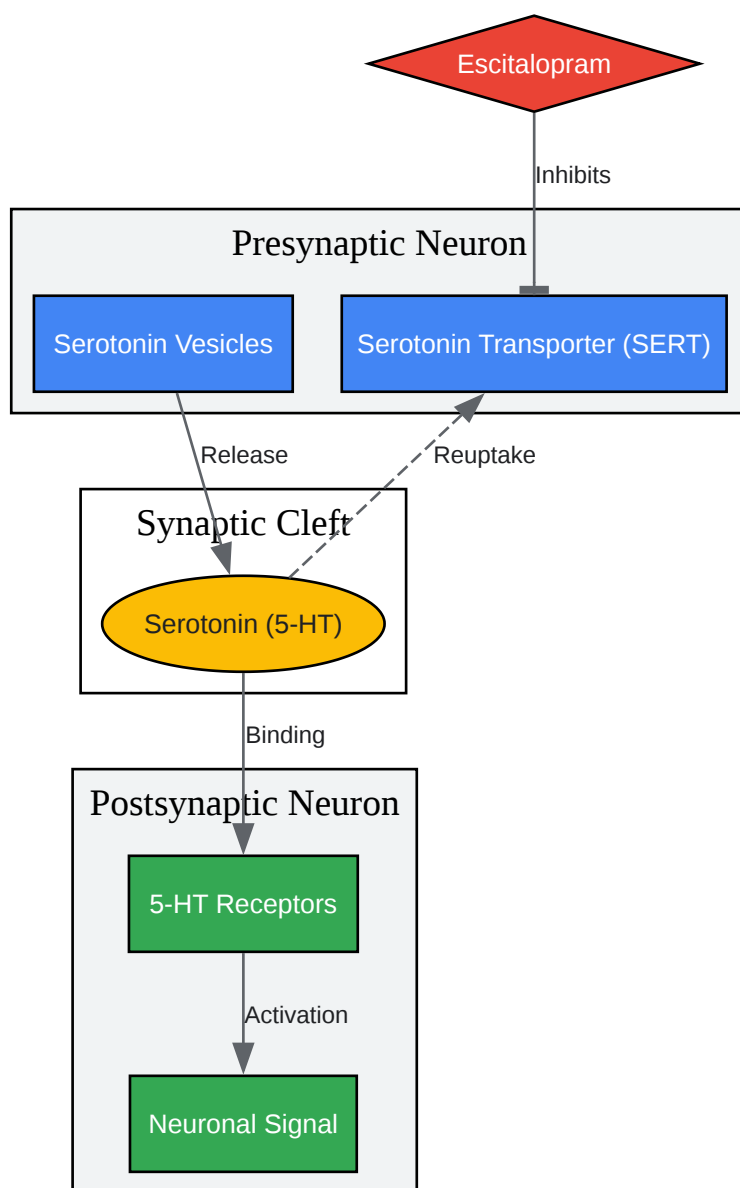 Escitalopram
Inhibits
Presynaptic Neuron
Serotonin Vesicles
Serotonin Transporter (SERT)
Release
Reuptake
Synaptic Cleft
Serotonin (5-HT)
Binding
Postsynaptic Neuron
5-HT Receptors
Activation
Neuronal Signal